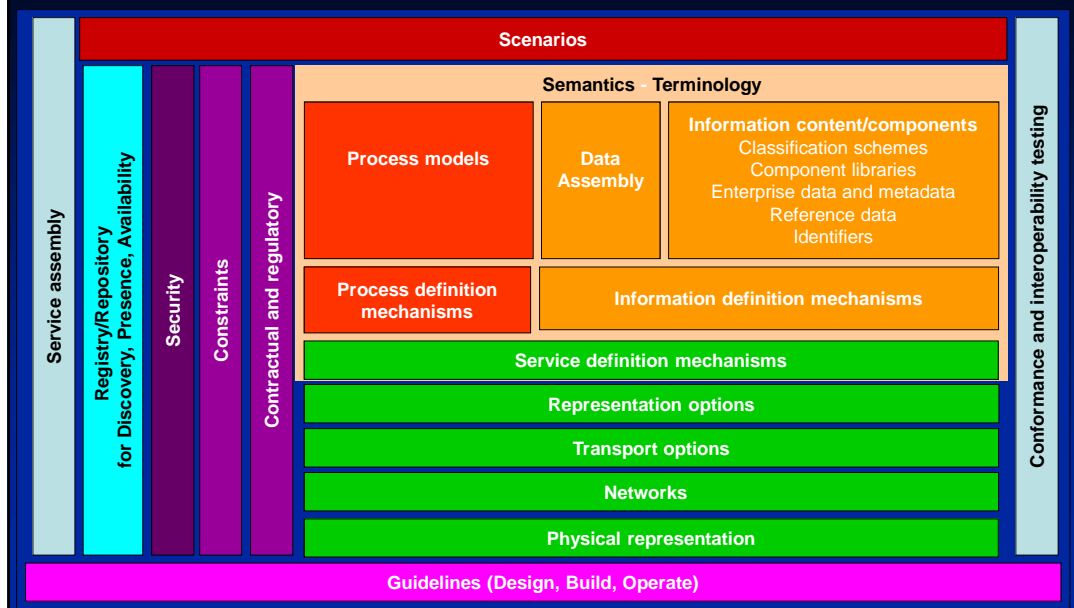 Scenarios
Service assembly
Registry/Repository
for Discovery, Presence, Availability
Security
Constraints
Contractual and regulatory
Semantics - Terminology
Process models
Data
Assembly
Information content/components
Classification schemes
Component libraries
Enterprise data and metadata
Reference data
Identifiers
Process definition
mechanisms
Information definition mechanisms
Service definition mechanisms
Representation options
Transport options
Networks
Physical representation
Conformance and interoperability testing
Guidelines (Design, Build, Operate)